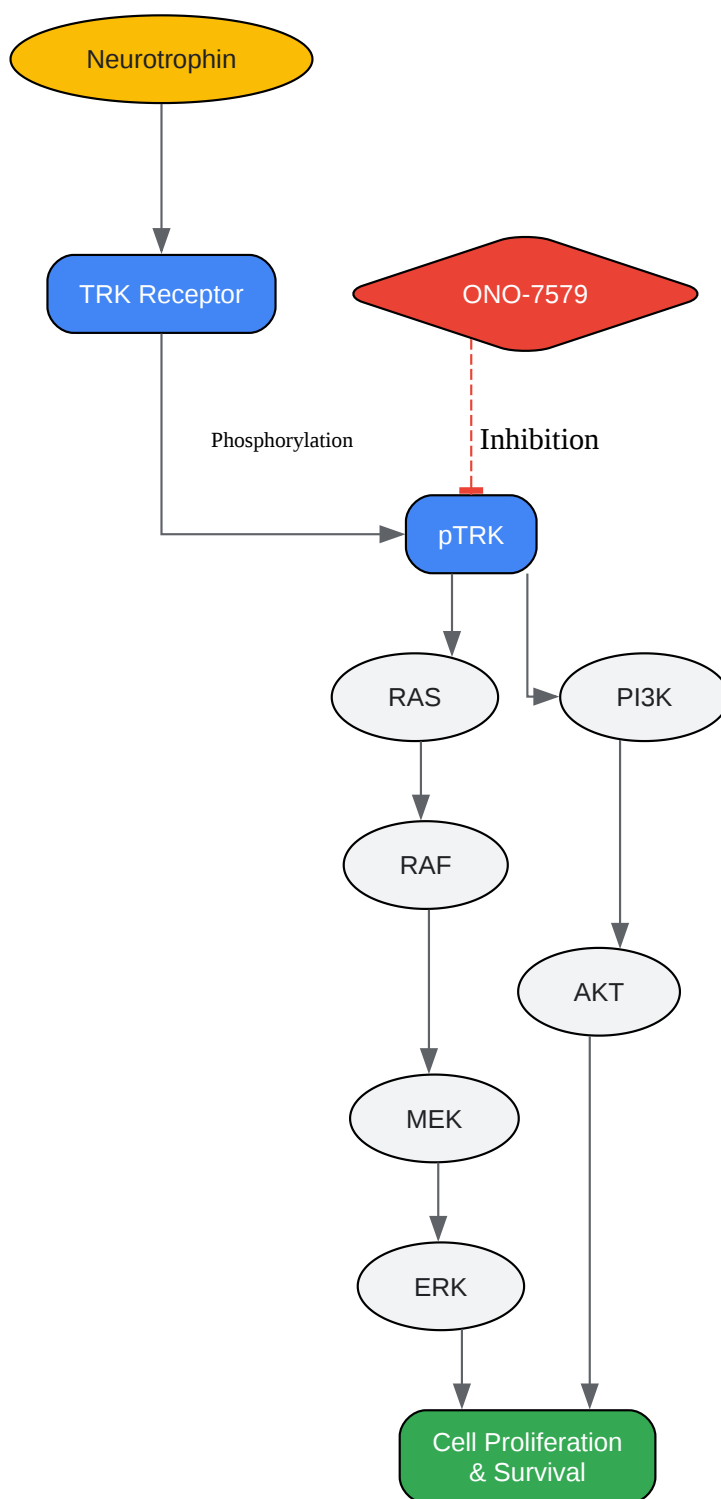 Neurotrophin
TRK Receptor
ONO-7579
Phosphorylation
Inhibition
pTRK
RAS
PI3K
RAF
AKT
MEK
ERK
Cell Proliferation
& Survival